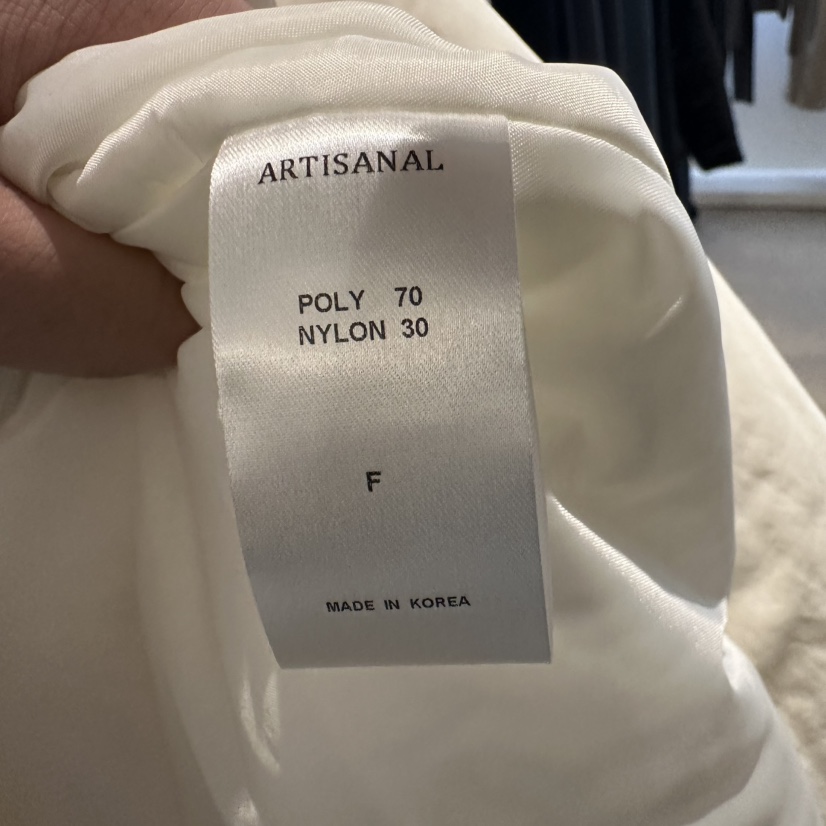 ARTISANAL
POLY 70
NYLON 30
F
MADE IN KOREA